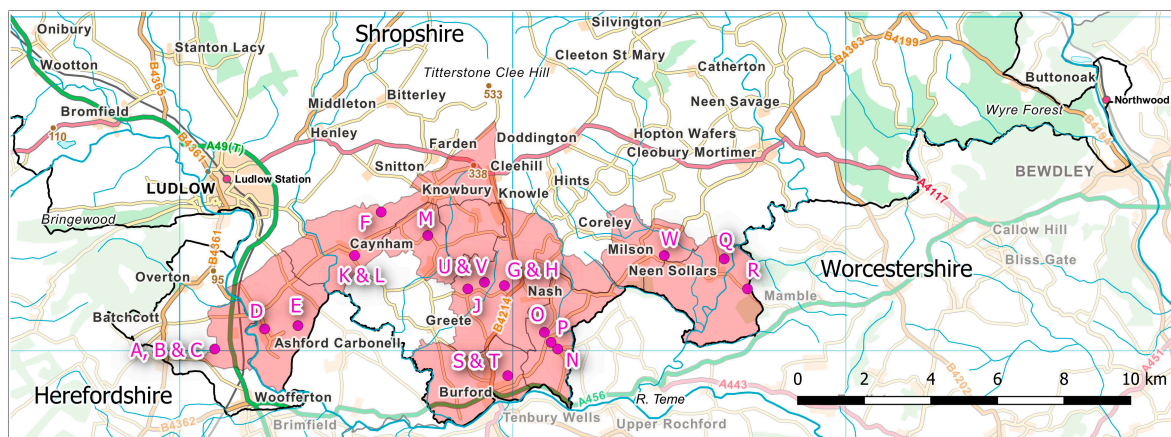 Onibury
Wootton
Stanton Lacy
B4365
Bromfield
110
A49(T)
B4361
LUDLOW
Ludlow Station
Bringewood
Shropshire
Titterstone Clee Hill
533
Bitterley
Middleton
Henley
Farden
Snitton
338
Cleehill
Knowbury
Knowle
Doddington
Silvington
Cleeton St Mary
Catherton
Neen Savage
Hopton Wafers
Cleobury Mortimer
Hints
Coreley
B4363
B4199
Buttonoak
Northwood
Wyre Forest
B4194
BEWDLEY
A4117
Callow Hill
Bliss Gate
F
M
Caynham
K & L
U & V
G & H
J
Nash
Milson
W
Q
Neen Sollars
R
Worcestershire
Mamble
B4361
Overton
95
Batchcott
D
E
A, B & C
Ashford Carbonell
Greete
B4214
O
P
N
S & T
Burford
Herefordshire
Woofferton
Brimfield
B4362
A456
Tenbury Wells
R. Teme
Upper Rochford
A443
B4202
A451
0 2 4 6 8 10 km